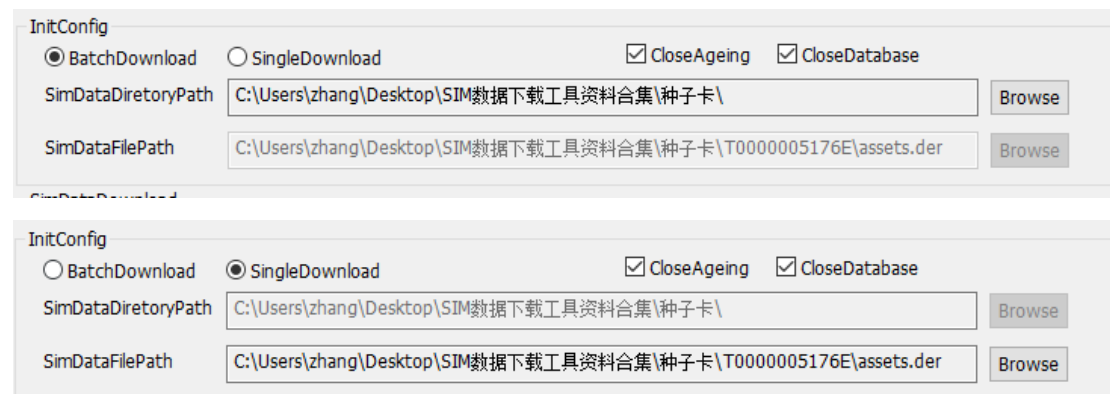 InitConfig
BatchDownload SingleDownload CloseAgeing CloseDatabase
SimDataDiretoryPath C:\Users\zhang\Desktop\SIM数据下载工具资料合集\种子卡\ Browse
SimDataFilePath C:\Users\zhang\Desktop\SIM数据下载工具资料合集\种子卡\T0000005176E\assets.der Browse
SimDataDownload
InitConfig
BatchDownload SingleDownload CloseAgeing CloseDatabase
SimDataDiretoryPath C:\Users\zhang\Desktop\SIM数据下载工具资料合集\种子卡\ Browse
SimDataFilePath C:\Users\zhang\Desktop\SIM数据下载工具资料合集\种子卡\T0000005176E\assets.der Browse